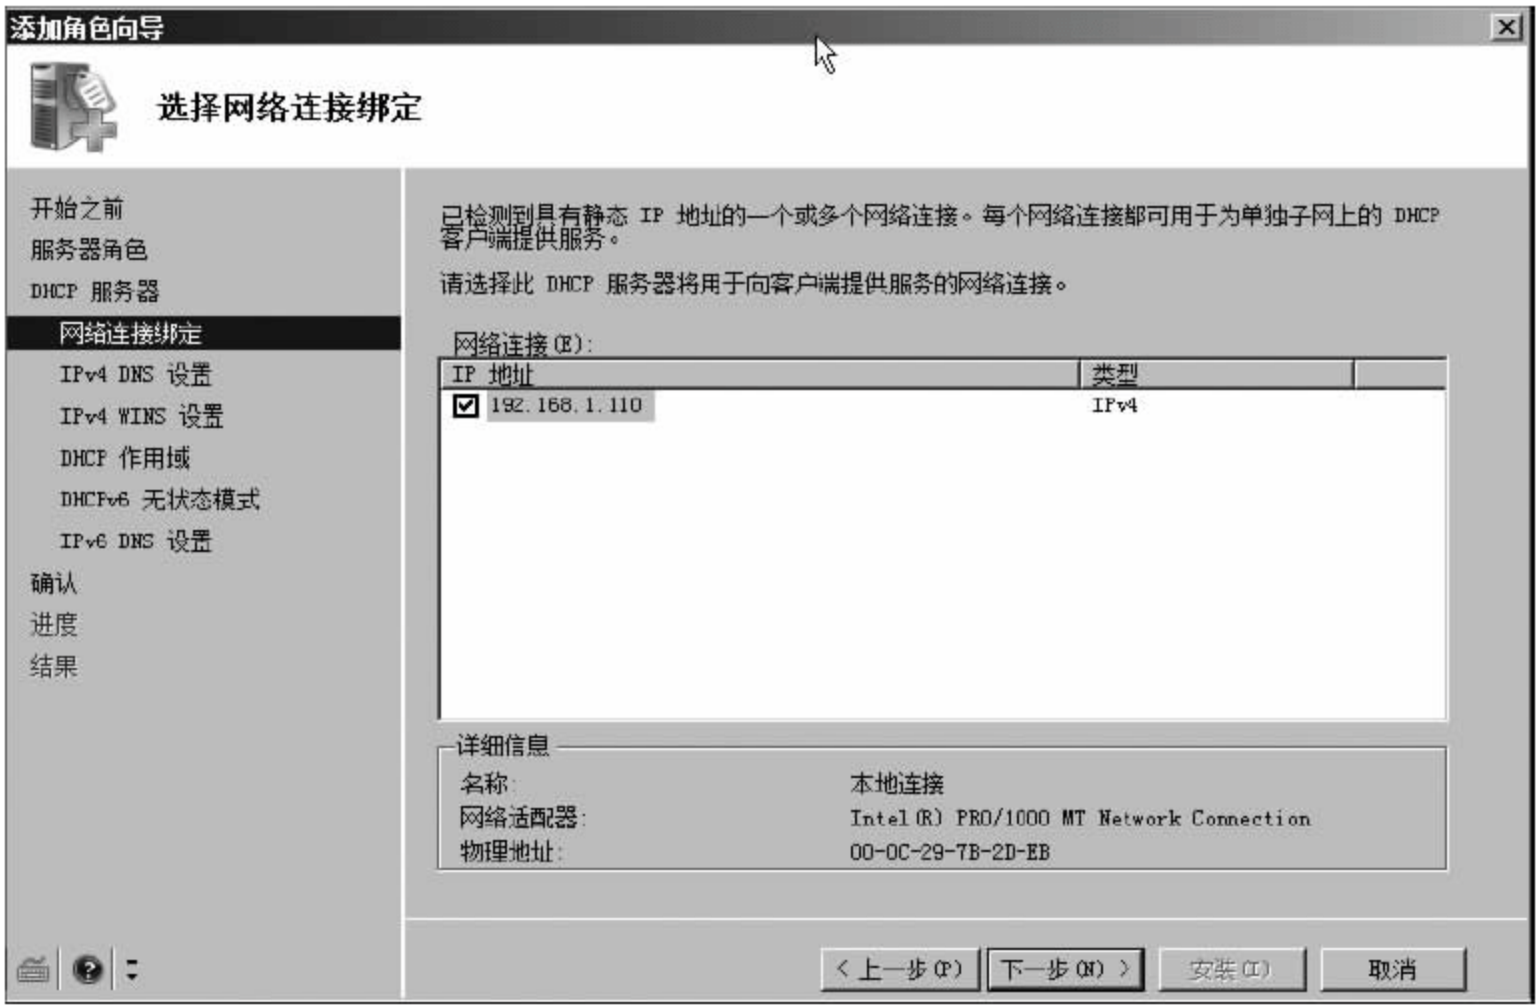 添加角色向导
选择网络连接绑定
开始之前
服务器角色
DHCP 服务器
网络连接绑定
IPv4 DNS 设置
IPv4 WINS 设置
DHCP 作用域
DHCPv6 无状态模式
IPv6 DNS 设置
确认
进度
结果
已检测到具有静态 IP 地址的一个或多个网络连接。每个网络连接都可用于为单独子网上的 DHCP
客户端提供服务。
请选择此 DHCP 服务器将用于向客户端提供服务的网络连接。
网络连接(E):
IP 地址 类型
192.168.1.110 IPv4
详细信息
名称: 本地连接
网络适配器: Intel(R) PRO/1000 MT Network Connection
物理地址: 00-0C-29-7B-2D-EB
< 上一步(P) 下一步(N) > 安装(I) 取消